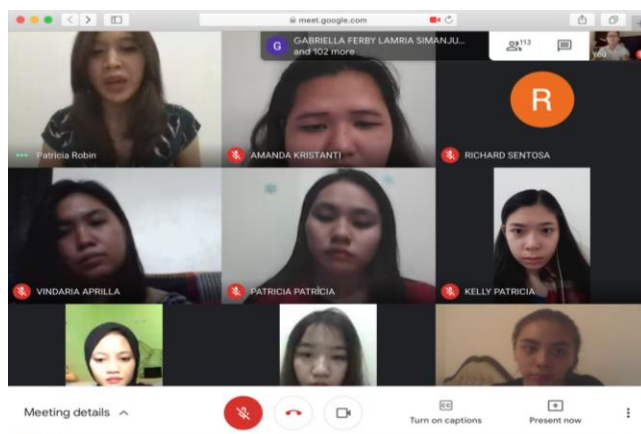 meet.google.com
G
GABRIELLA FERBY LAMRIA SIMANJU...
and 102 more
113
You
Patricia Robin
AMANDA KRISTANTI
R
RICHARD SENTOSA
VINDARIA APRILLA
PATRICIA PATRICIA
KELLY PATRICIA
Meeting details
CC
Turn on captions
Present now